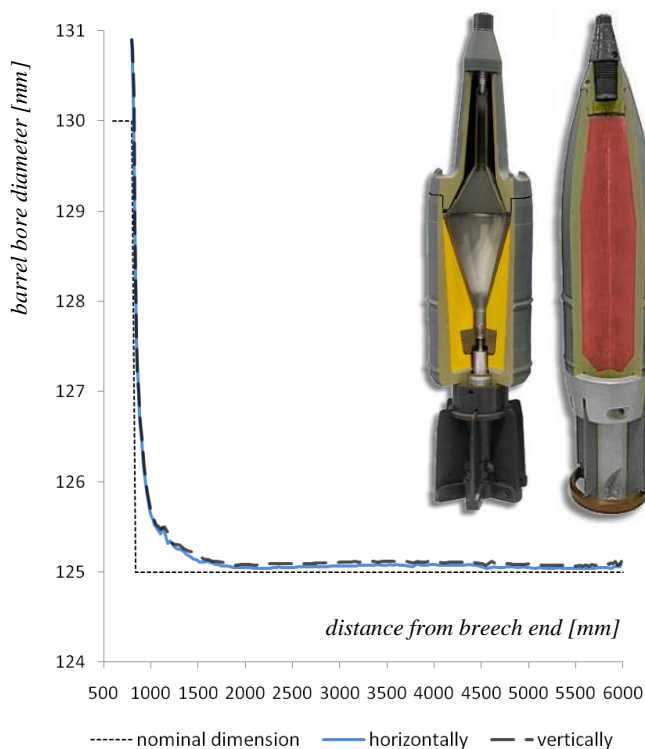 barrel bore diameter [mm]
131
130
129
128
127
126
125
124
distance from breech end [mm]
500 1000 1500 2000 2500 3000 3500 4000 4500 5000 5500 6000
nominal dimension horizontally vertically